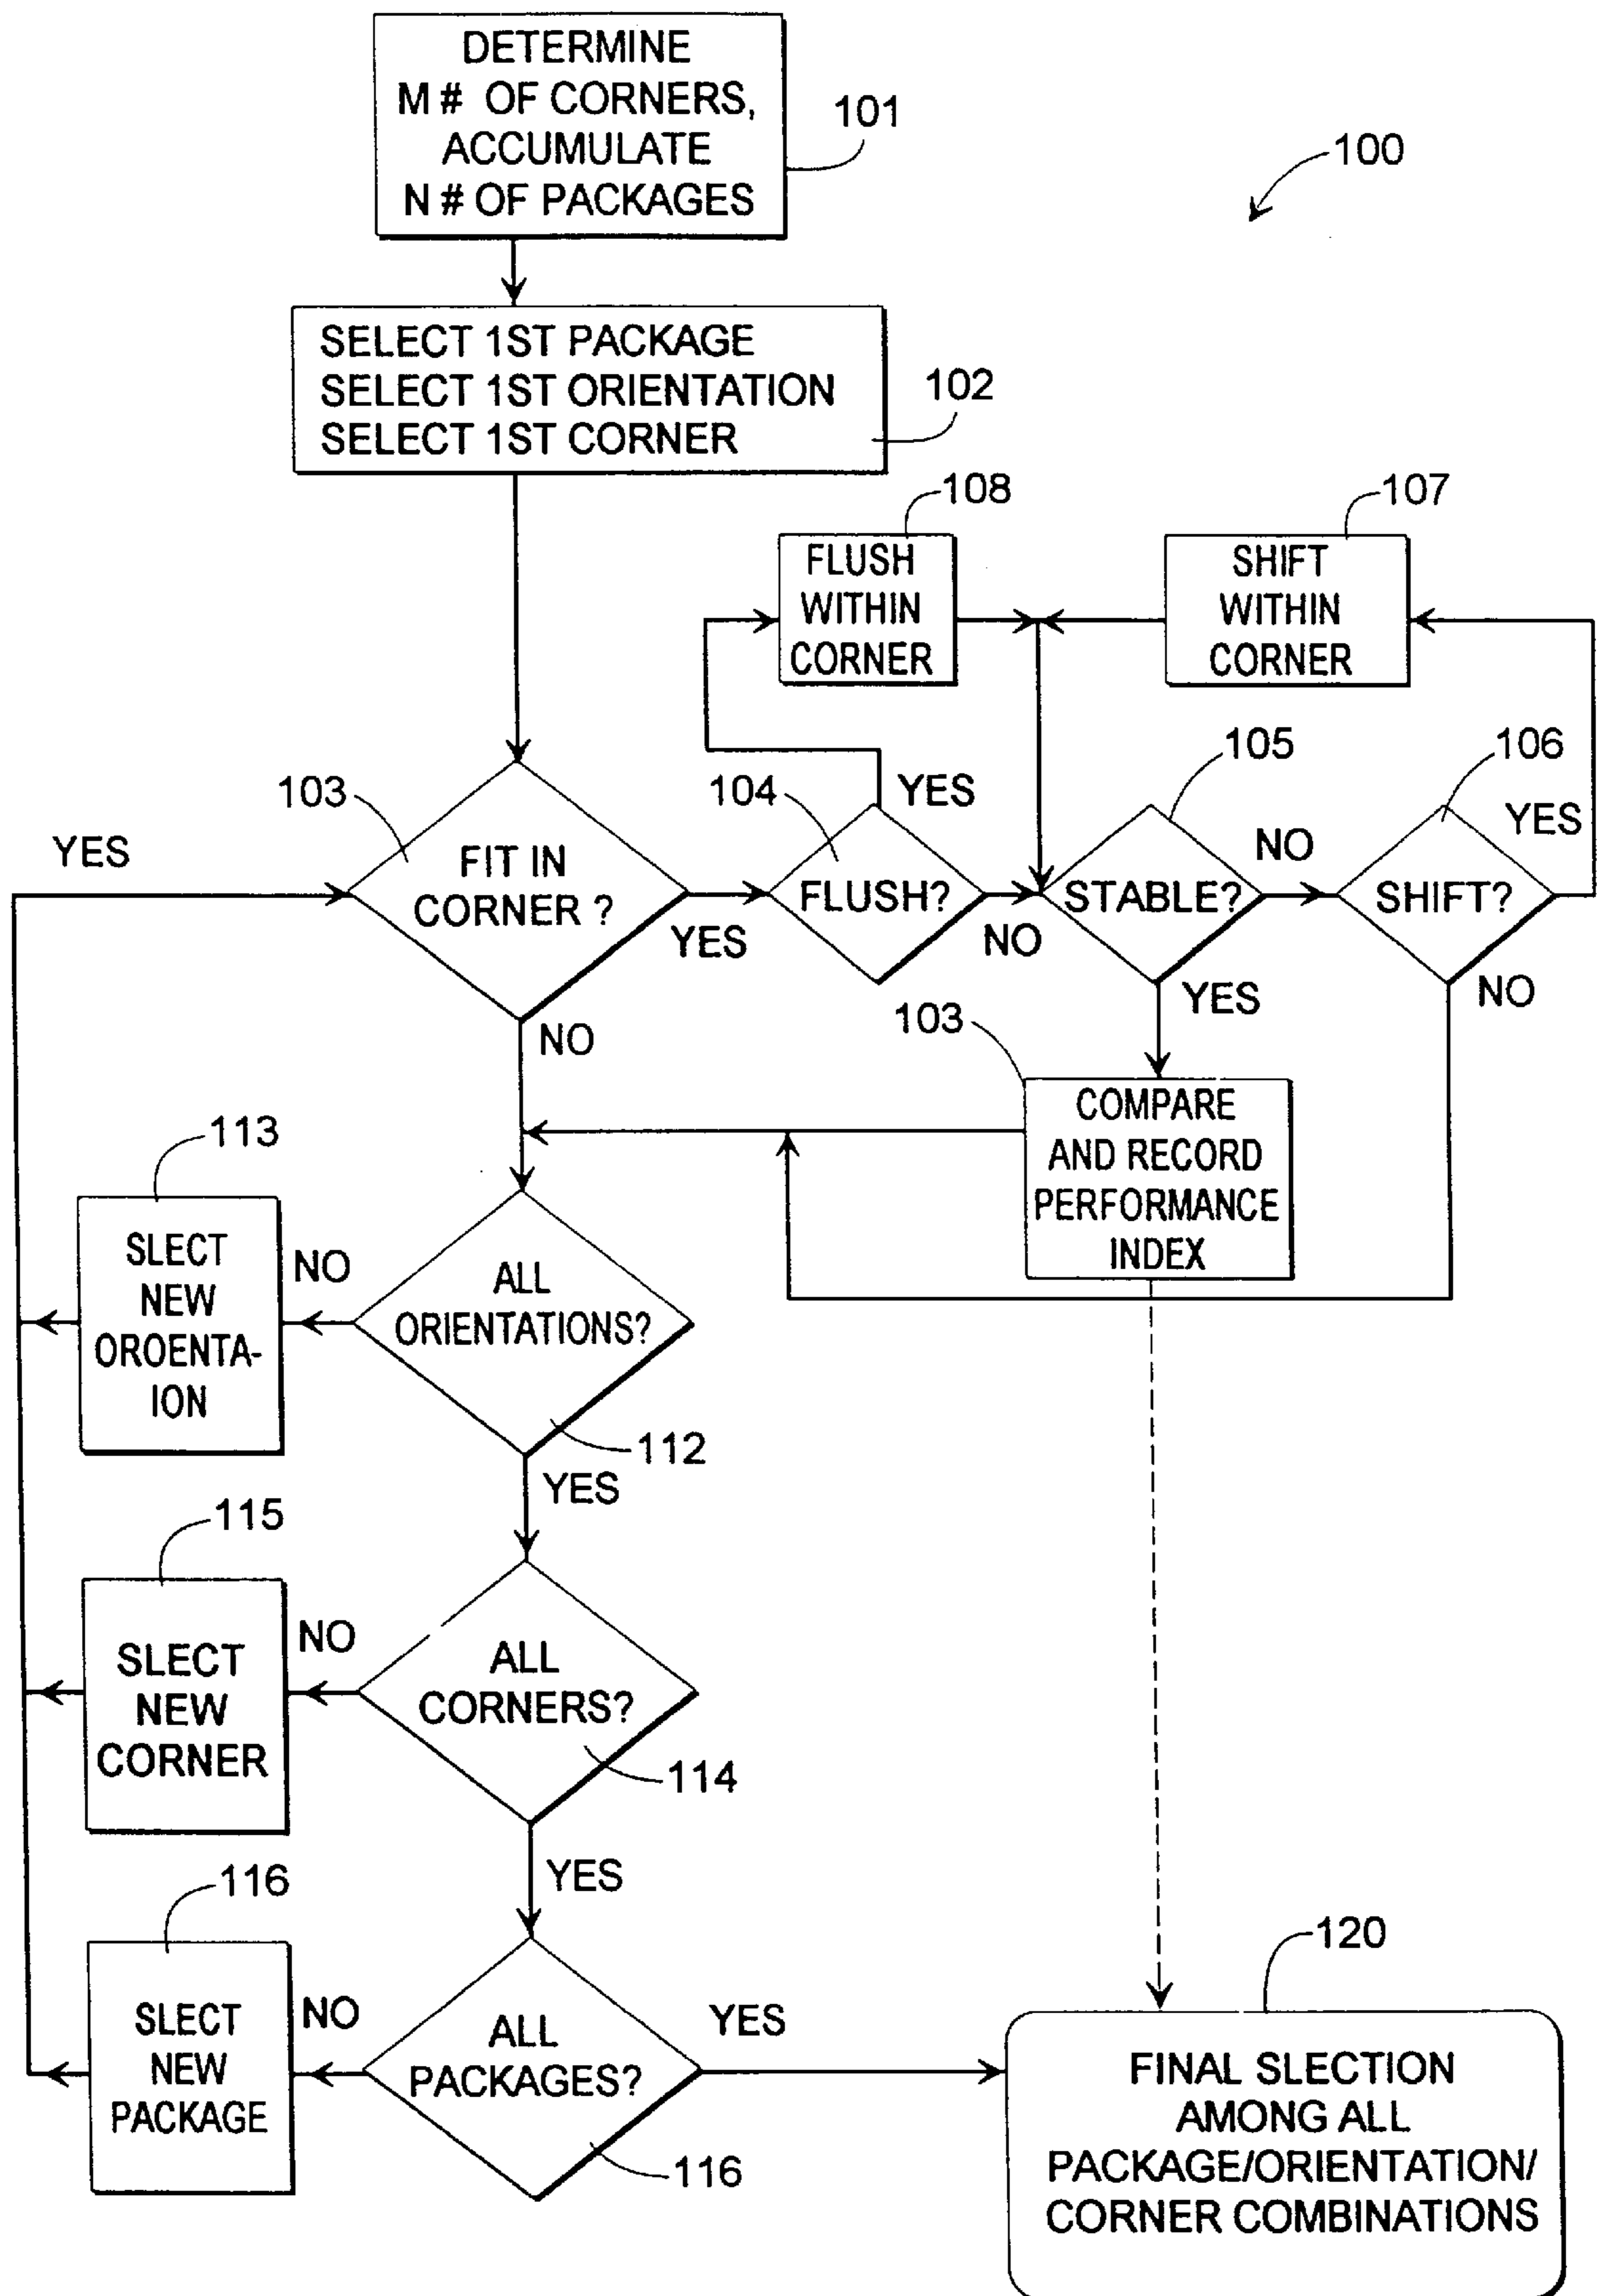 DETERMINE
M # OF CORNERS,
ACCUMULATE
N # OF PACKAGES
101
100
SELECT 1ST PACKAGE
SELECT 1ST ORIENTATION
SELECT 1ST CORNER
102
108
107
FLUSH
WITHIN
CORNER
SHIFT
WITHIN
CORNER
103
104
YES
105
106
YES
YES
FIT IN
CORNER ?
YES
FLUSH?
NO
STABLE?
NO
SHIFT?
NO
YES
NO
103
COMPARE
AND RECORD
PERFORMANCE
INDEX
113
SLECT
NEW
OROENTA-
ION
NO
ALL
ORIENTATIONS?
112
YES
115
SLECT
NEW
CORNER
NO
ALL
CORNERS?
114
YES
116
SLECT
NEW
PACKAGE
NO
ALL
PACKAGES?
116
YES
120
FINAL SLECTION
AMONG ALL
PACKAGE/ORIENTATION/
CORNER COMBINATIONS